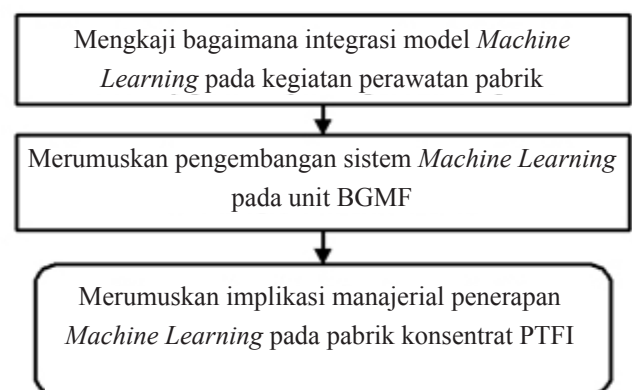 Mengkaji bagaimana integrasi model Machine
Learning pada kegiatan perawatan pabrik
Merumuskan pengembangan sistem Machine Learning
pada unit BGMF
Merumuskan implikasi manajerial penerapan
Machine Learning pada pabrik konsentrat PTFI